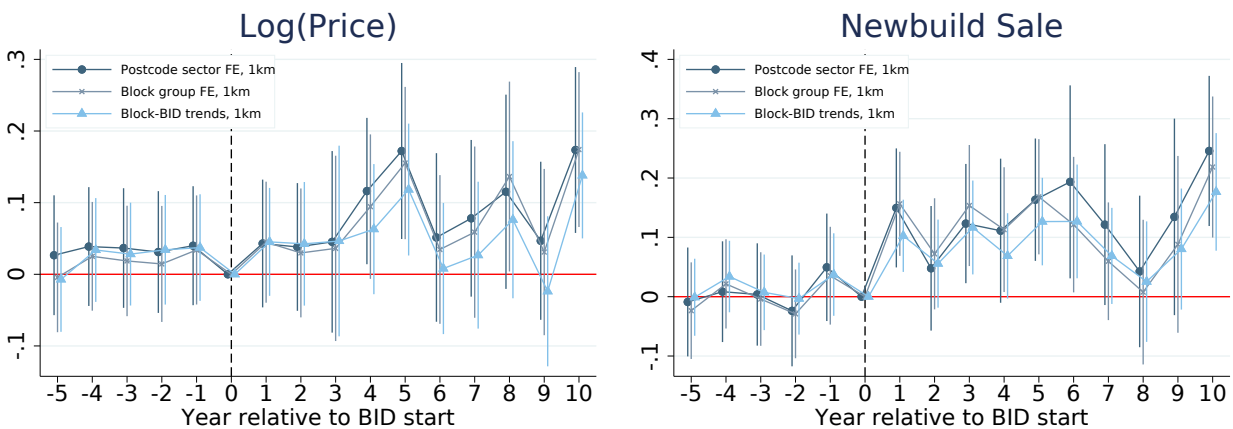 Log(Price)
.3
.2
.1
0
-.1
Postcode sector FE, 1km
Block group FE, 1km
Block-BID trends, 1km
-5 -4 -3 -2 -1 0 1 2 3 4 5 6 7 8 9 10
Year relative to BID start
Newbuild Sale
.4
.3
.2
.1
0
-.1
Postcode sector FE, 1km
Block group FE, 1km
Block-BID trends, 1km
-5 -4 -3 -2 -1 0 1 2 3 4 5 6 7 8 9 10
Year relative to BID start